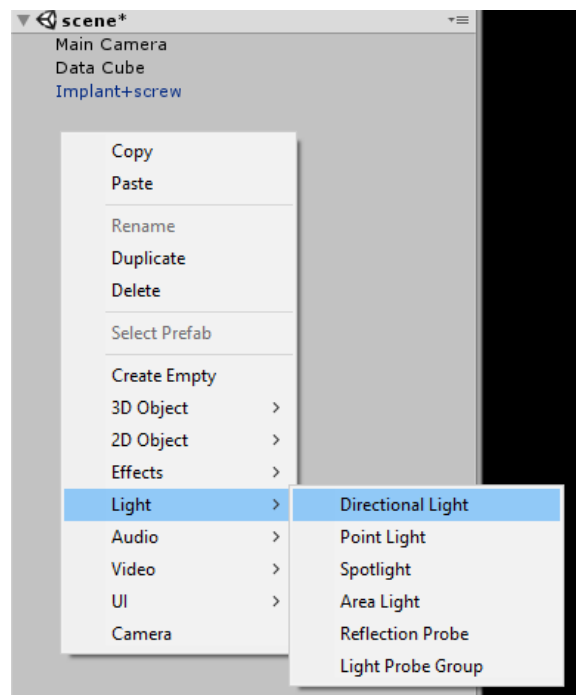 scene*
Main Camera
Data Cube
Implant+screw
Copy
Paste
Rename
Duplicate
Delete
Select Prefab
Create Empty
3D Object
2D Object
Effects
Light
Audio
Video
UI
Camera
Directional Light
Point Light
Spotlight
Area Light
Reflection Probe
Light Probe Group